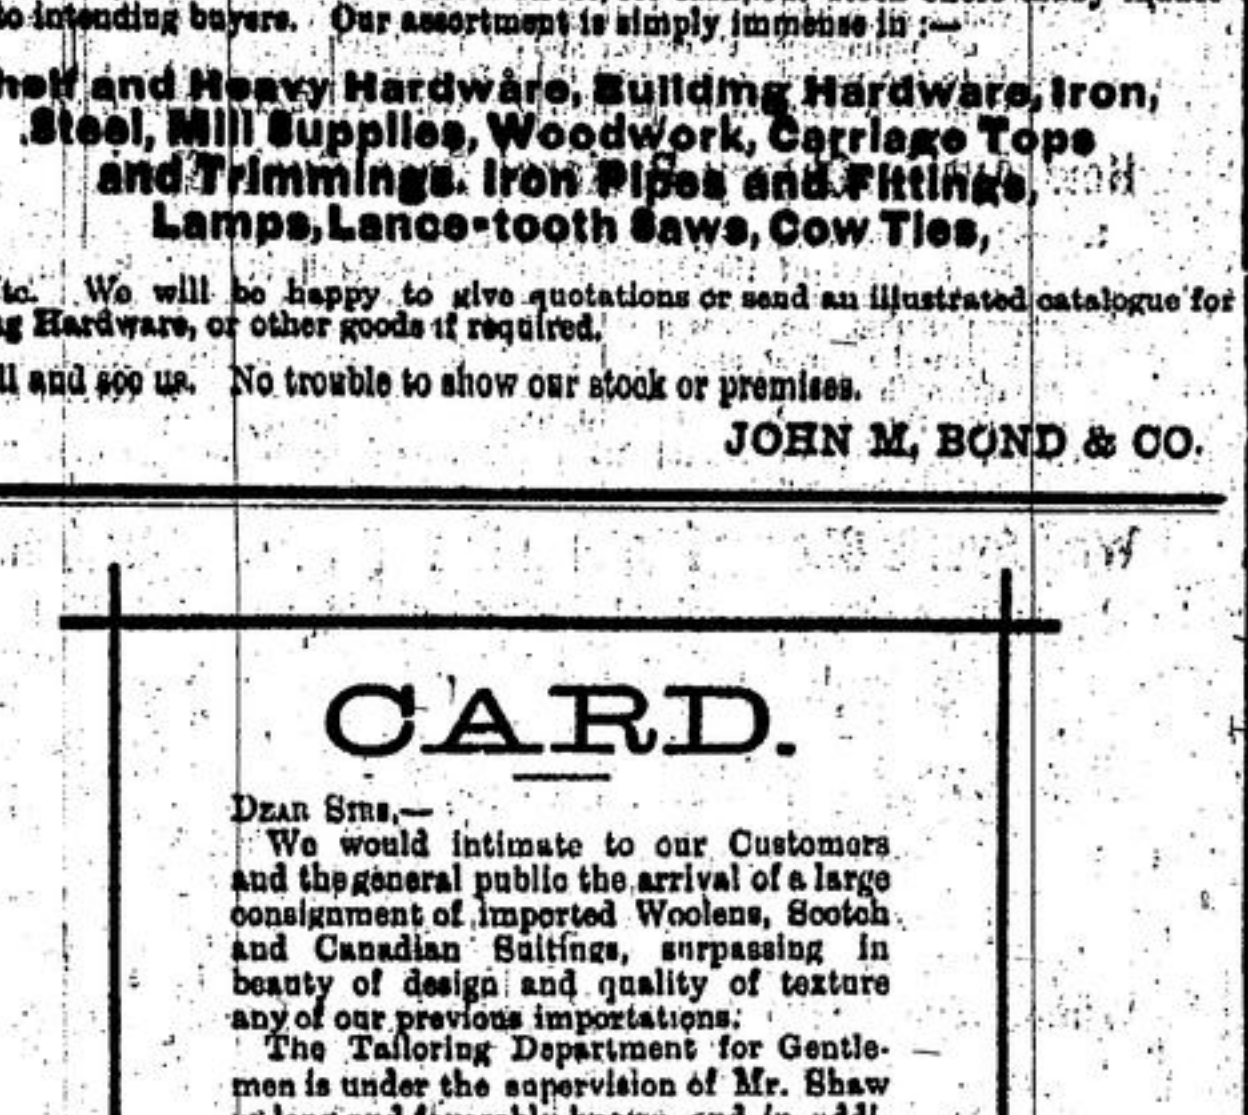 to intending buyers. Our assortment is simply immense in :—
and Heavy Hardware, Building Hardware, Iron,
Steel, Mill Supplies, Woodwork, Carriage Tops
and Trimmings. Iron Pipes and Fittings,
Lamps, Lance-tooth Saws, Cow Ties,
We will be happy to give quotations or send an illustrated catalogue for
Hardware, or other goods if required.
and see us. No trouble to show our stock or premises.
JOHN M. BOND & CO.
CARD.
DEAR SIRS,—
We would intimate to our Customers
and the general public the arrival of a large
consignment of imported Woolens, Scotch
and Canadian Suitings, surpassing in
beauty of design and quality of texture
any of our previous importations.
The Tailoring Department for Gentle-
men is under the supervision of Mr. Shaw